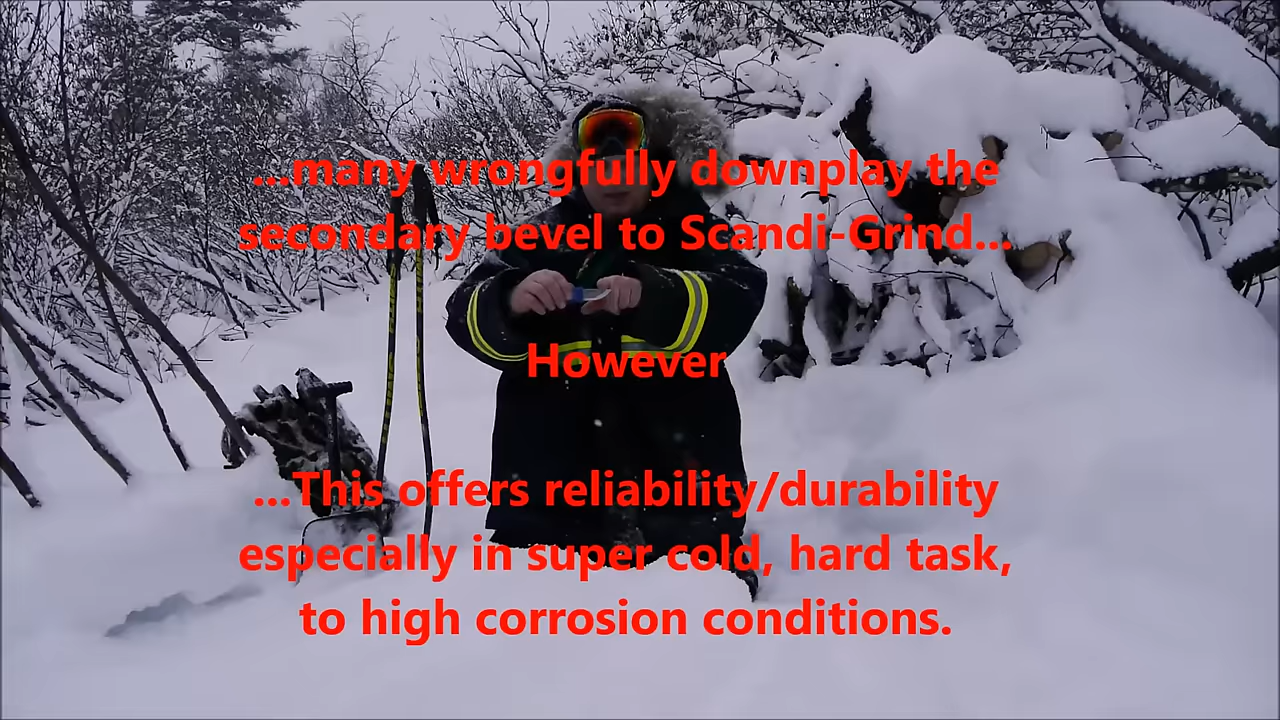 ...many wrongfully downplay the
secondary bevel to Scandi-Grind...
However
...This offers reliability/durability
especially in super cold, hard task,
to high corrosion conditions.